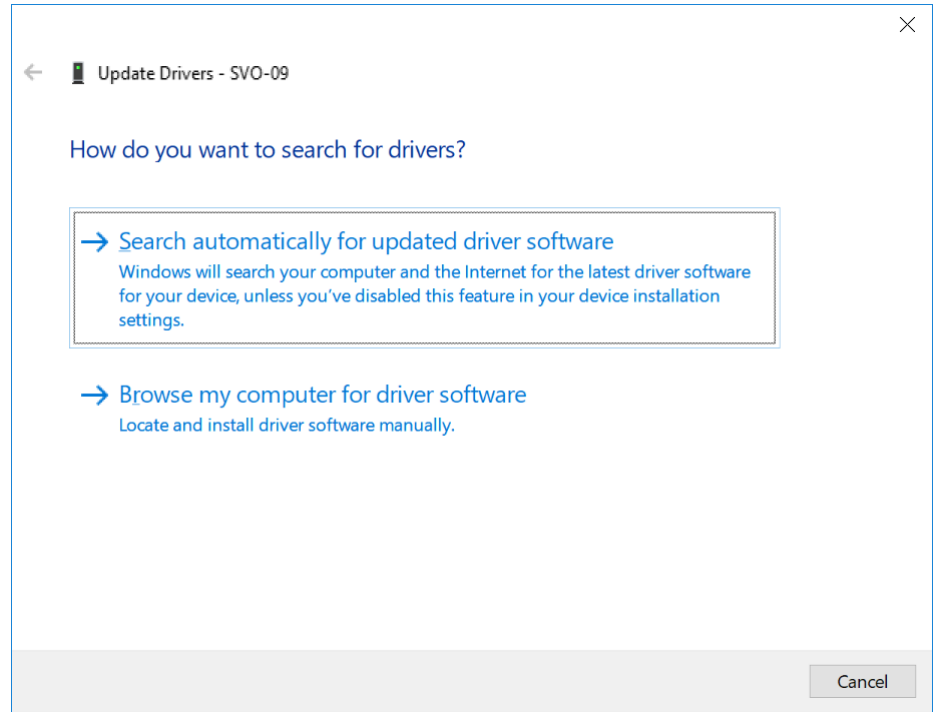 Update Drivers - SVO-09
How do you want to search for drivers?
Search automatically for updated driver software
Windows will search your computer and the Internet for the latest driver software
for your device, unless you’ve disabled this feature in your device installation
settings.
Browse my computer for driver software
Locate and install driver software manually.
Cancel